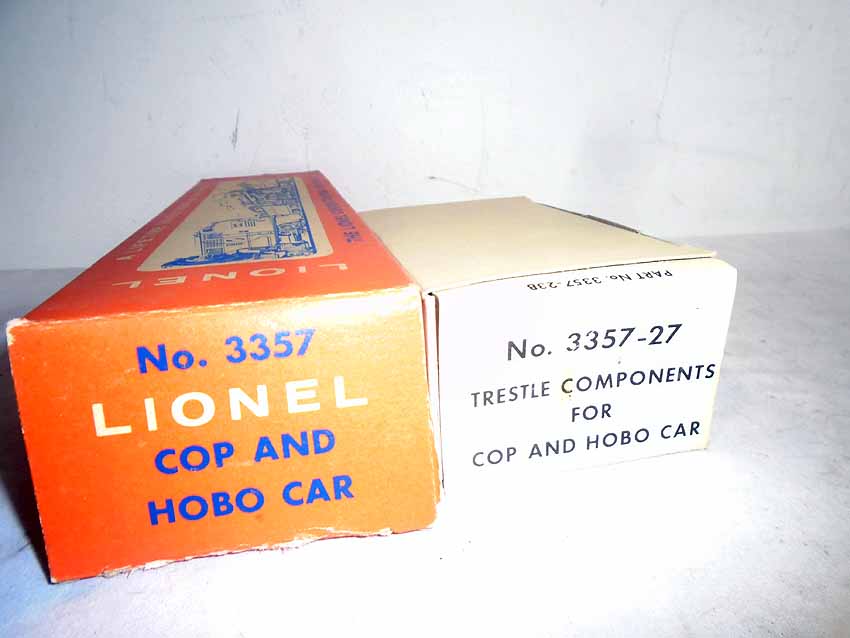 No. 3357
LIONEL
COP AND
HOBO CAR
LIONEL
PART No. 3357-23B
No. 3357-27
TRESTLE COMPONENTS
FOR
COP AND HOBO CAR